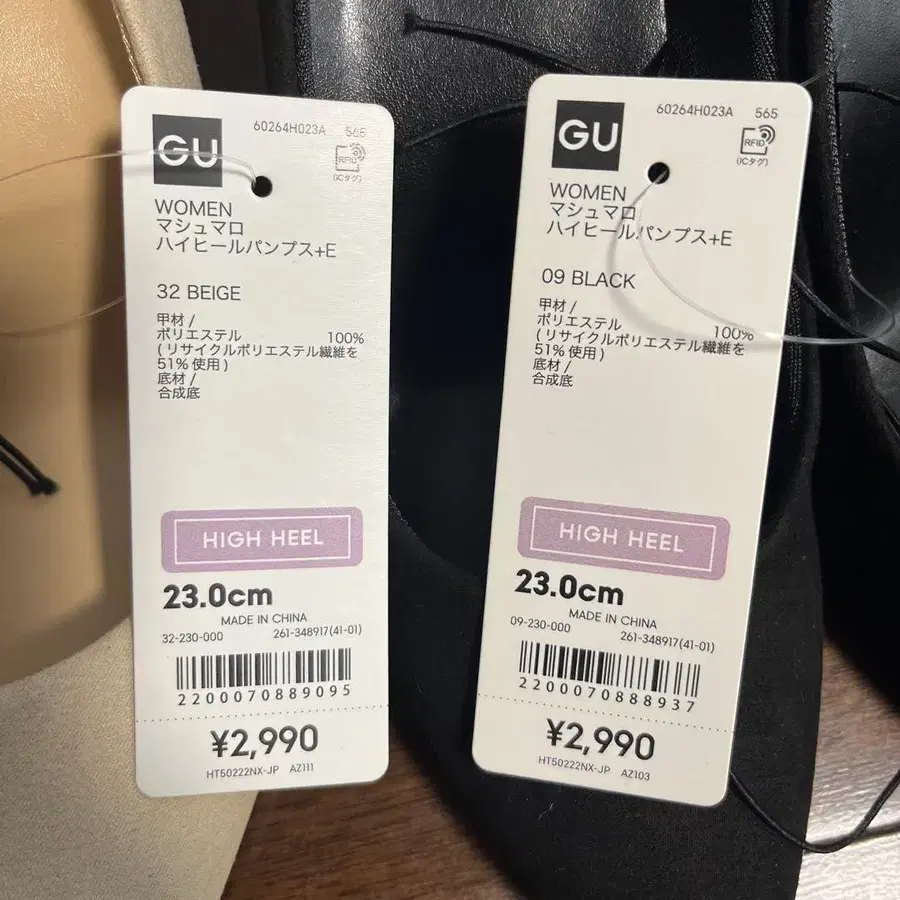 GU
60264H023A 565
RFID
(ICタグ)
WOMEN
マシュマロ
ハイヒールパンプス+E
32 BEIGE
甲材 /
ポリエステル 100%
(リサイクルポリエステル繊維を
51% 使用)
底材 /
合成底
HIGH HEEL
23.0cm
MADE IN CHINA
32-230-000 261-348917(41-01)
2200070889095
¥2,990
HT50222NX-JP AZ111
GU
60264H023A 565
RFID
(ICタグ)
WOMEN
マシュマロ
ハイヒールパンプス+E
09 BLACK
甲材 /
ポリエステル 100%
(リサイクルポリエステル繊維を
51% 使用)
底材 /
合成底
HIGH HEEL
23.0cm
MADE IN CHINA
09-230-000 261-348917(41-01)
2200070888937
¥2,990
HT50222NX-JP AZ103